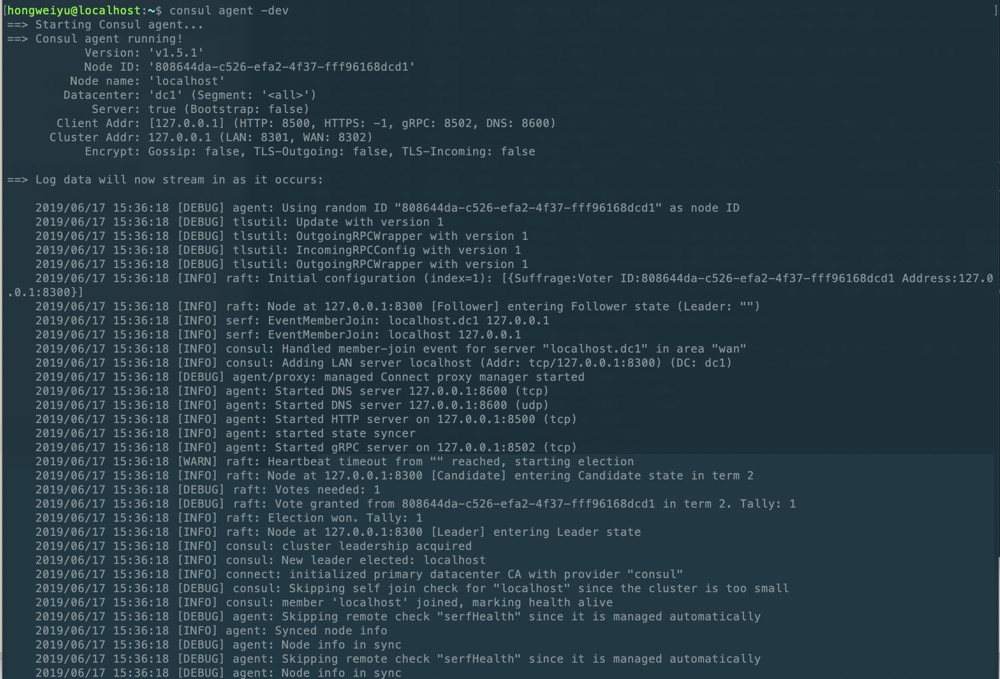 [hongweiyu@localhost:~$ consul agent -dev ]
==> Starting Consul agent...
==> Consul agent running!
Version: 'v1.5.1'
Node ID: '808644da-c526-efa2-4f37-fff96168dcd1'
Node name: 'localhost'
Datacenter: 'dc1' (Segment: '<all>')
Server: true (Bootstrap: false)
Client Addr: [127.0.0.1] (HTTP: 8500, HTTPS: -1, gRPC: 8502, DNS: 8600)
Cluster Addr: 127.0.0.1 (LAN: 8301, WAN: 8302)
Encrypt: Gossip: false, TLS-Outgoing: false, TLS-Incoming: false
==> Log data will now stream in as it occurs:
2019/06/17 15:36:18 [DEBUG] agent: Using random ID "808644da-c526-efa2-4f37-fff96168dcd1" as node ID
2019/06/17 15:36:18 [DEBUG] tlsutil: Update with version 1
2019/06/17 15:36:18 [DEBUG] tlsutil: OutgoingRPCWrapper with version 1
2019/06/17 15:36:18 [DEBUG] tlsutil: IncomingRPCConfig with version 1
2019/06/17 15:36:18 [DEBUG] tlsutil: OutgoingRPCWrapper with version 1
2019/06/17 15:36:18 [INFO] raft: Initial configuration (index=1): [{Suffrage:Voter ID:808644da-c526-efa2-4f37-fff96168dcd1 Address:127.0
.0.1:8300}]
2019/06/17 15:36:18 [INFO] raft: Node at 127.0.0.1:8300 [Follower] entering Follower state (Leader: "")
2019/06/17 15:36:18 [INFO] serf: EventMemberJoin: localhost.dc1 127.0.0.1
2019/06/17 15:36:18 [INFO] serf: EventMemberJoin: localhost 127.0.0.1
2019/06/17 15:36:18 [INFO] consul: Handled member-join event for server "localhost.dc1" in area "wan"
2019/06/17 15:36:18 [INFO] consul: Adding LAN server localhost (Addr: tcp/127.0.0.1:8300) (DC: dc1)
2019/06/17 15:36:18 [DEBUG] agent/proxy: managed Connect proxy manager started
2019/06/17 15:36:18 [INFO] agent: Started DNS server 127.0.0.1:8600 (tcp)
2019/06/17 15:36:18 [INFO] agent: Started DNS server 127.0.0.1:8600 (udp)
2019/06/17 15:36:18 [INFO] agent: Started HTTP server on 127.0.0.1:8500 (tcp)
2019/06/17 15:36:18 [INFO] agent: started state syncer
2019/06/17 15:36:18 [INFO] agent: Started gRPC server on 127.0.0.1:8502 (tcp)
2019/06/17 15:36:18 [WARN] raft: Heartbeat timeout from "" reached, starting election
2019/06/17 15:36:18 [INFO] raft: Node at 127.0.0.1:8300 [Candidate] entering Candidate state in term 2
2019/06/17 15:36:18 [DEBUG] raft: Votes needed: 1
2019/06/17 15:36:18 [DEBUG] raft: Vote granted from 808644da-c526-efa2-4f37-fff96168dcd1 in term 2. Tally: 1
2019/06/17 15:36:18 [INFO] raft: Election won. Tally: 1
2019/06/17 15:36:18 [INFO] raft: Node at 127.0.0.1:8300 [Leader] entering Leader state
2019/06/17 15:36:18 [INFO] consul: cluster leadership acquired
2019/06/17 15:36:18 [INFO] consul: New leader elected: localhost
2019/06/17 15:36:18 [INFO] connect: initialized primary datacenter CA with provider "consul"
2019/06/17 15:36:18 [DEBUG] consul: Skipping self join check for "localhost" since the cluster is too small
2019/06/17 15:36:18 [INFO] consul: member 'localhost' joined, marking health alive
2019/06/17 15:36:18 [DEBUG] agent: Skipping remote check "serfHealth" since it is managed automatically
2019/06/17 15:36:18 [INFO] agent: Synced node info
2019/06/17 15:36:18 [DEBUG] agent: Node info in sync
2019/06/17 15:36:18 [DEBUG] agent: Skipping remote check "serfHealth" since it is managed automatically
2019/06/17 15:36:18 [DEBUG] agent: Node info in sync